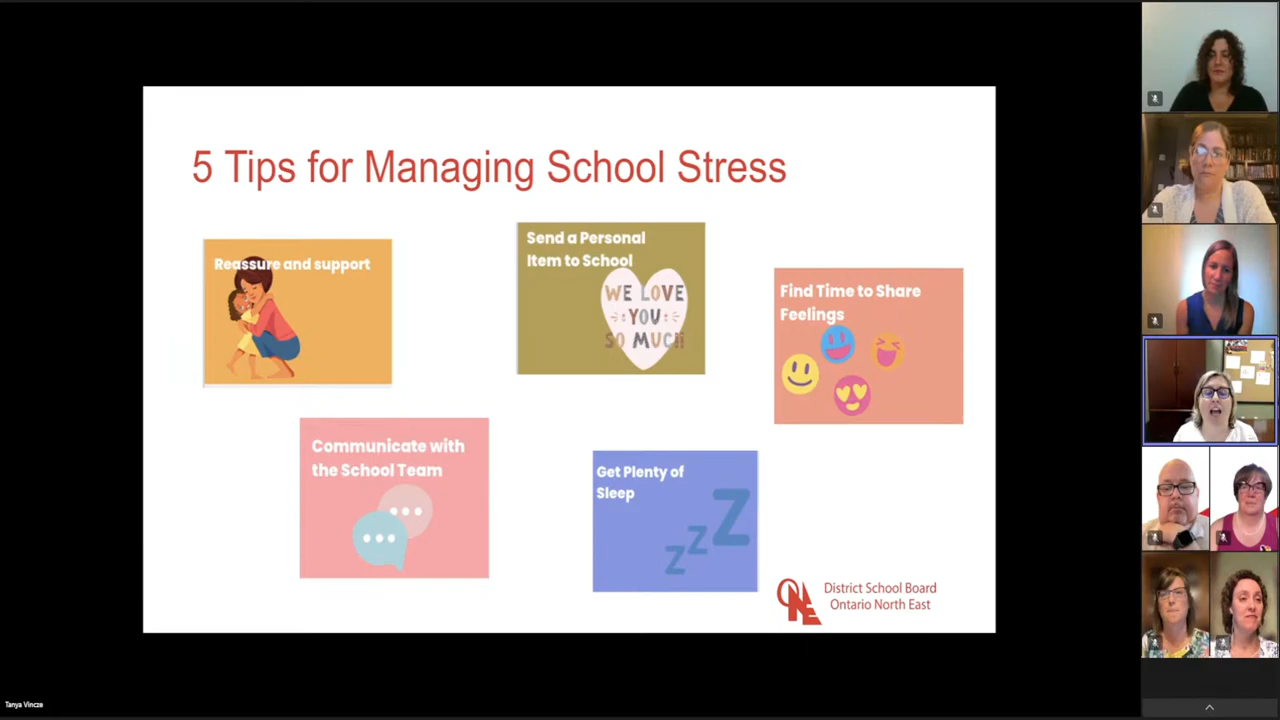 5 Tips for Managing School Stress
Reassure and support
Send a Personal
Item to School
WE LOVE
YOU
SO MUCH
Find Time to Share
Feelings
Communicate with
the School Team
Get Plenty of
Sleep
zzZ
ONE
District School Board
Ontario North East
Tanya Vincze